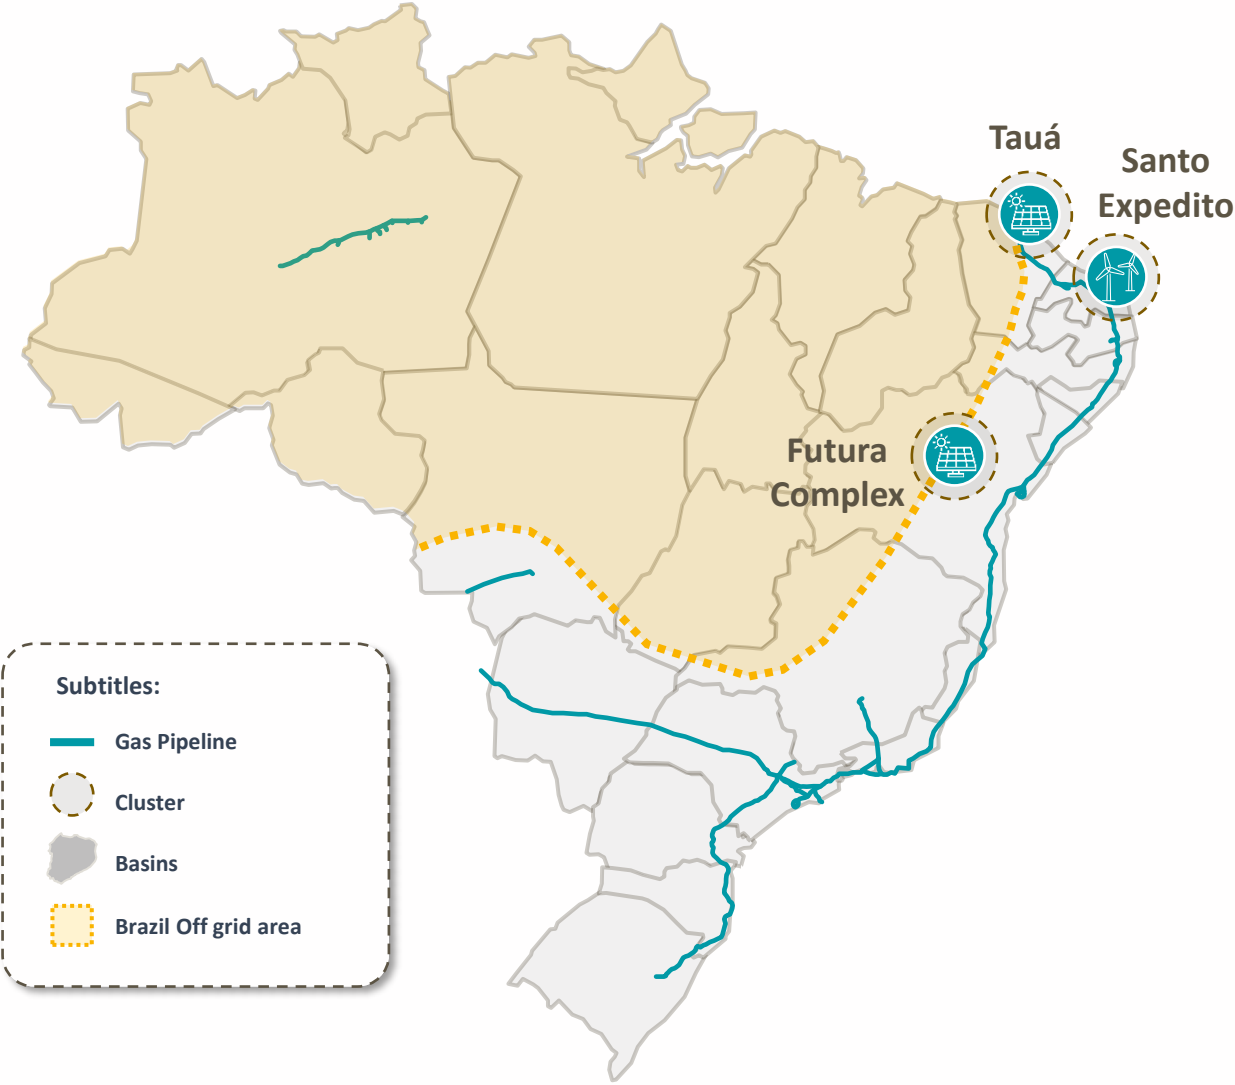 Tauá
Santo
Expedito
Futura
Complex
Subtitles:
Gas Pipeline
Cluster
Basins
Brazil Off grid area